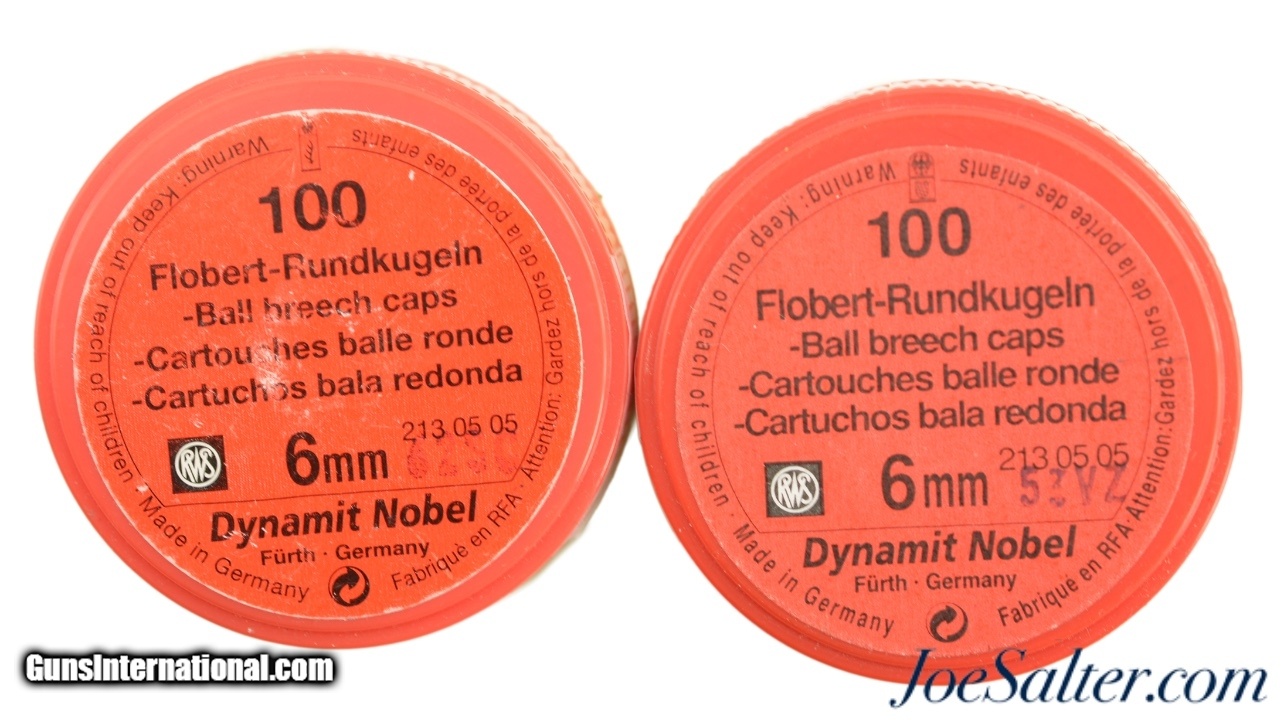 Warning: Keep out of reach of children · Made in Germany
Fabriqué en RFA · Attention: Gardez hors de la portee des enfants
100
Flobert-Rundkugeln
-Ball breech caps
-Cartouches balle ronde
-Cartuchos bala redonda
213 05 05
6mm
RWS
Dynamit Nobel
Fürth · Germany
Warning: Keep out of reach of children · Made in Germany
Fabriqué en RFA · Attention: Gardez hors de la portee des enfants
100
Flobert-Rundkugeln
-Ball breech caps
-Cartouches balle ronde
-Cartuchos bala redonda
213 05 05
6mm
53YZ
RWS
Dynamit Nobel
Fürth · Germany
GunsInternational.com
JoeSalter.com